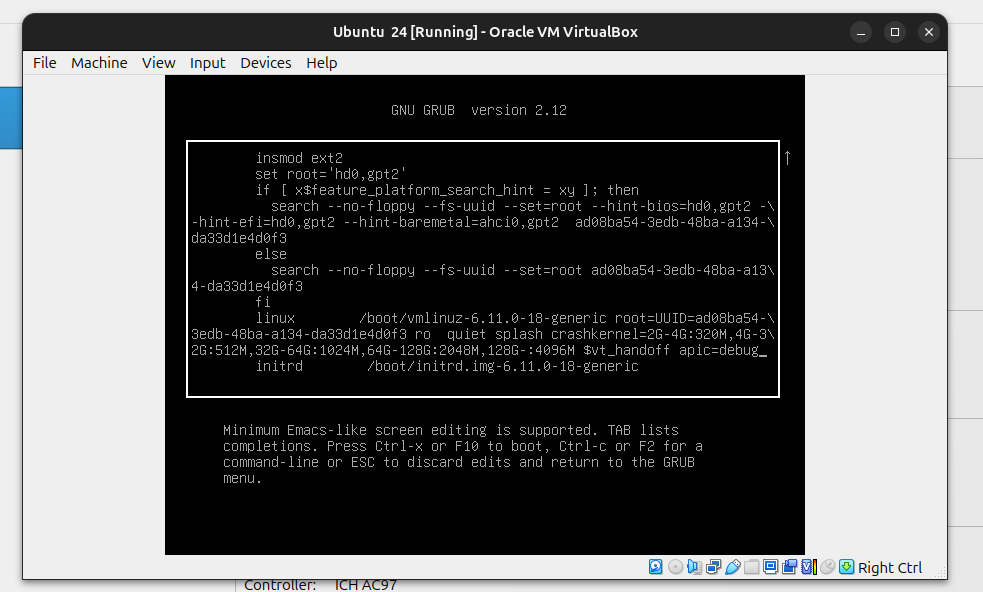 Ubuntu 24 [Running] - Oracle VM VirtualBox
File Machine View Input Devices Help
GNU GRUB version 2.12
insmod ext2
set root='hd0,gpt2'
if [ x$feature_platform_search_hint = xy ]; then
search --no-floppy --fs-uuid --set=root --hint-bios=hd0,gpt2 -\
-hint-efi=hd0,gpt2 --hint-baremetal=ahci0,gpt2 ad08ba54-3edb-48ba-a134-\
da33d1e4d0f3
else
search --no-floppy --fs-uuid --set=root ad08ba54-3edb-48ba-a13\
4-da33d1e4d0f3
fi
linux /boot/vmlinuz-6.11.0-18-generic root=UUID=ad08ba54-\
3edb-48ba-a134-da33d1e4d0f3 ro quiet splash crashkernel=2G-4G:320M,4G-3\
2G:512M,32G-64G:1024M,64G-128G:2048M,128G-:4096M $vt_handoff apic=debug_
initrd /boot/initrd.img-6.11.0-18-generic
Minimum Emacs-like screen editing is supported. TAB lists
completions. Press Ctrl-x or F10 to boot, Ctrl-c or F2 for a
command-line or ESC to discard edits and return to the GRUB
menu.
Right Ctrl
Controller: ICH AC97